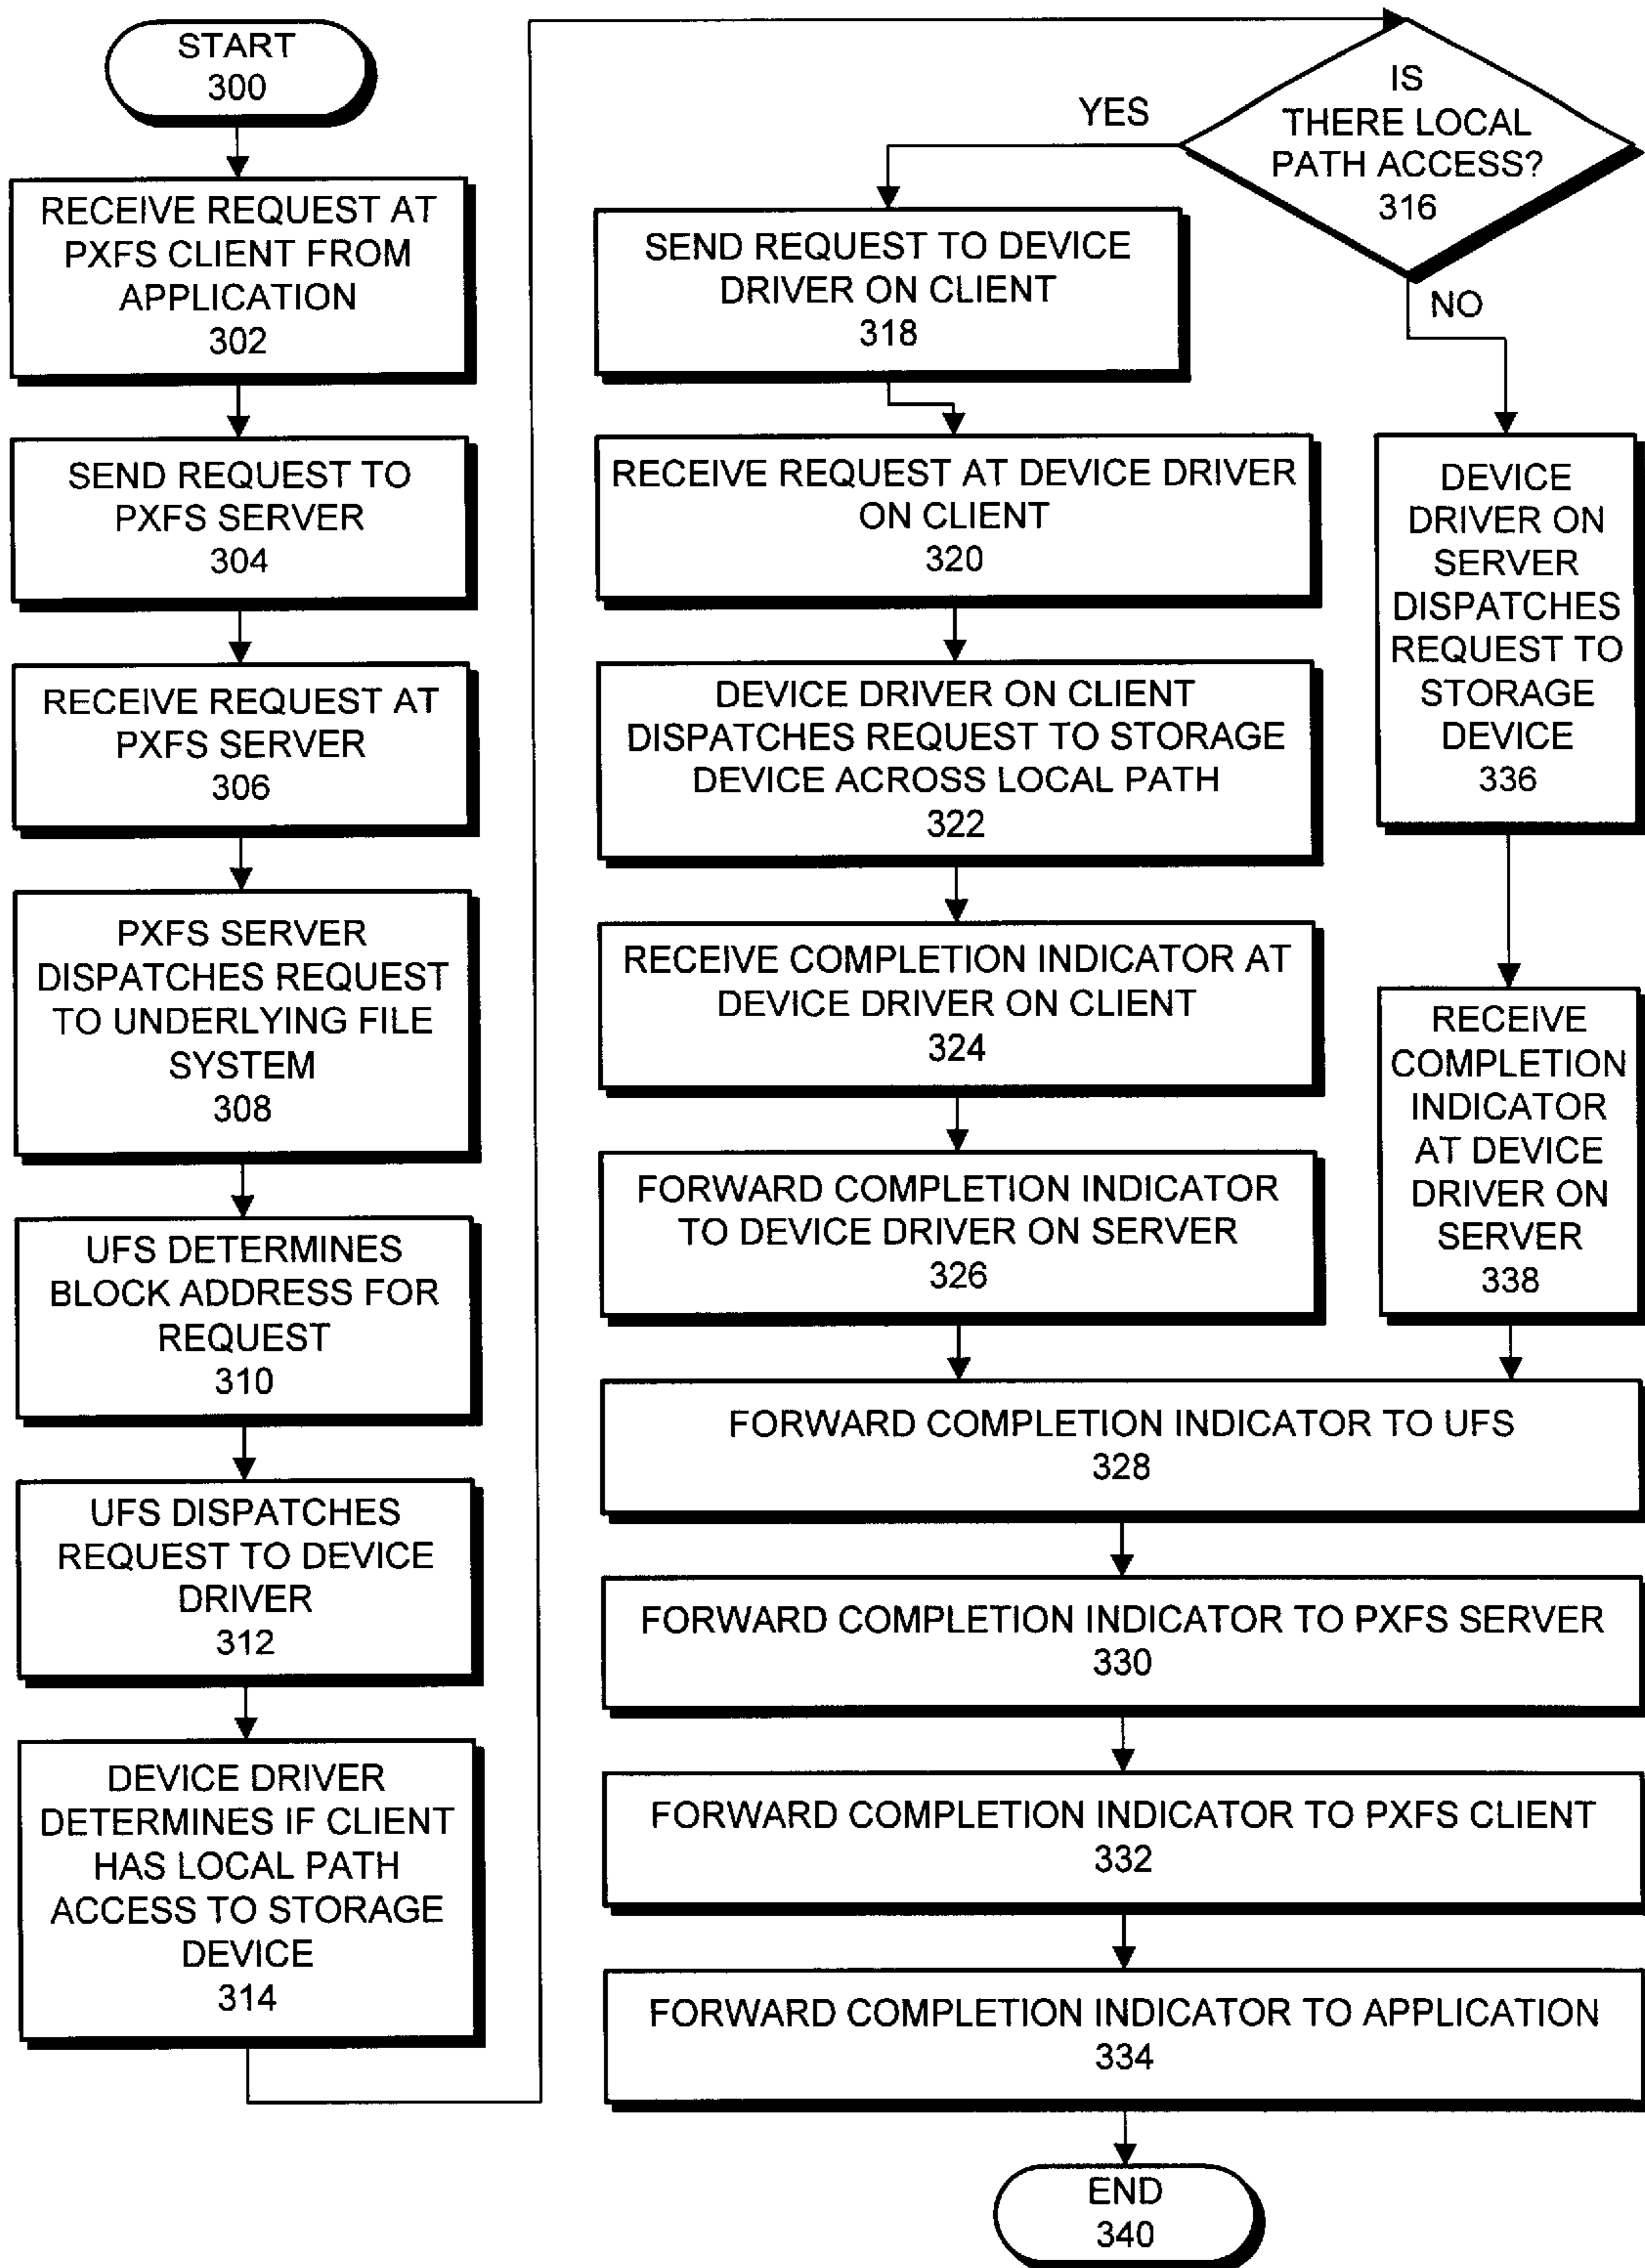 START
300
RECEIVE REQUEST AT
PXFS CLIENT FROM
APPLICATION
302
SEND REQUEST TO
PXFS SERVER
304
RECEIVE REQUEST AT
PXFS SERVER
306
PXFS SERVER
DISPATCHES REQUEST
TO UNDERLYING FILE
SYSTEM
308
UFS DETERMINES
BLOCK ADDRESS FOR
REQUEST
310
UFS DISPATCHES
REQUEST TO DEVICE
DRIVER
312
DEVICE DRIVER
DETERMINES IF CLIENT
HAS LOCAL PATH
ACCESS TO STORAGE
DEVICE
314
IS
THERE LOCAL
PATH ACCESS?
316
YES
SEND REQUEST TO DEVICE
DRIVER ON CLIENT
318
RECEIVE REQUEST AT DEVICE DRIVER
ON CLIENT
320
DEVICE DRIVER ON CLIENT
DISPATCHES REQUEST TO STORAGE
DEVICE ACROSS LOCAL PATH
322
RECEIVE COMPLETION INDICATOR AT
DEVICE DRIVER ON CLIENT
324
FORWARD COMPLETION INDICATOR
TO DEVICE DRIVER ON SERVER
326
NO
DEVICE
DRIVER ON
SERVER
DISPATCHES
REQUEST TO
STORAGE
DEVICE
336
RECEIVE
COMPLETION
INDICATOR
AT DEVICE
DRIVER ON
SERVER
338
FORWARD COMPLETION INDICATOR TO UFS
328
FORWARD COMPLETION INDICATOR TO PXFS SERVER
330
FORWARD COMPLETION INDICATOR TO PXFS CLIENT
332
FORWARD COMPLETION INDICATOR TO APPLICATION
334
END
340